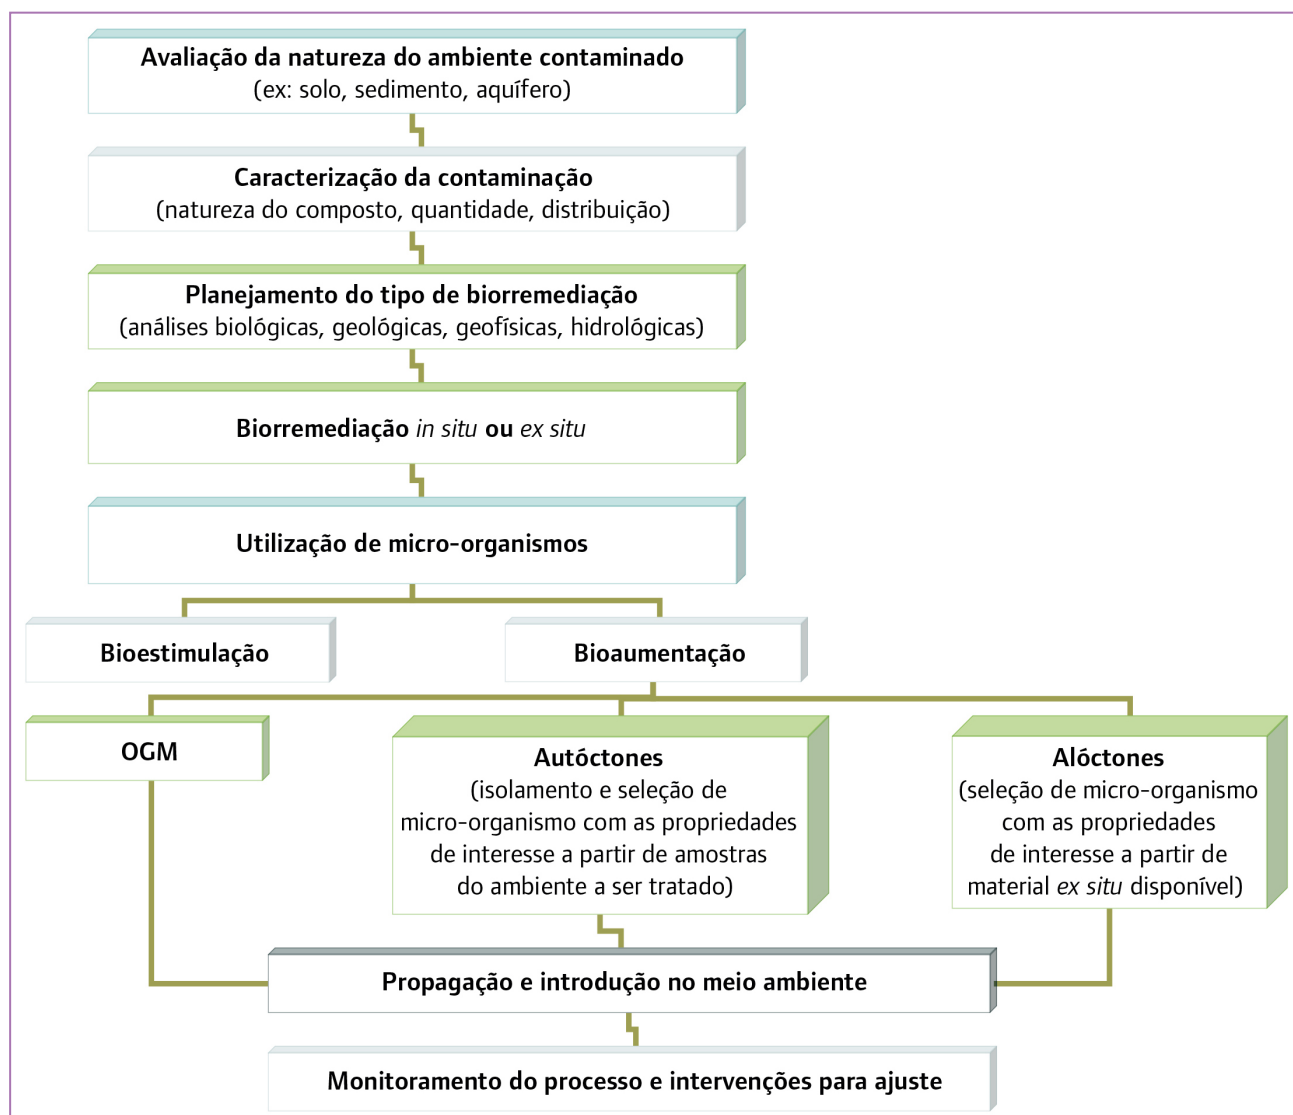 Avaliação da natureza do ambiente contaminado
(ex: solo, sedimento, aquífero)
Caracterização da contaminação
(natureza do composto, quantidade, distribuição)
Planejamento do tipo de biorremediação
(análises biológicas, geológicas, geofísicas, hidrológicas)
Biorremediação in situ ou ex situ
Utilização de micro-organismos
Bioestimulação
Bioaumentação
OGM
Autóctones
(isolamento e seleção de
micro-organismo com as propriedades
de interesse a partir de amostras
do ambiente a ser tratado)
Alóctones
(seleção de micro-organismo
com as propriedades
de interesse a partir de
material ex situ disponível)
Propagação e introdução no meio ambiente
Monitoramento do processo e intervenções para ajuste